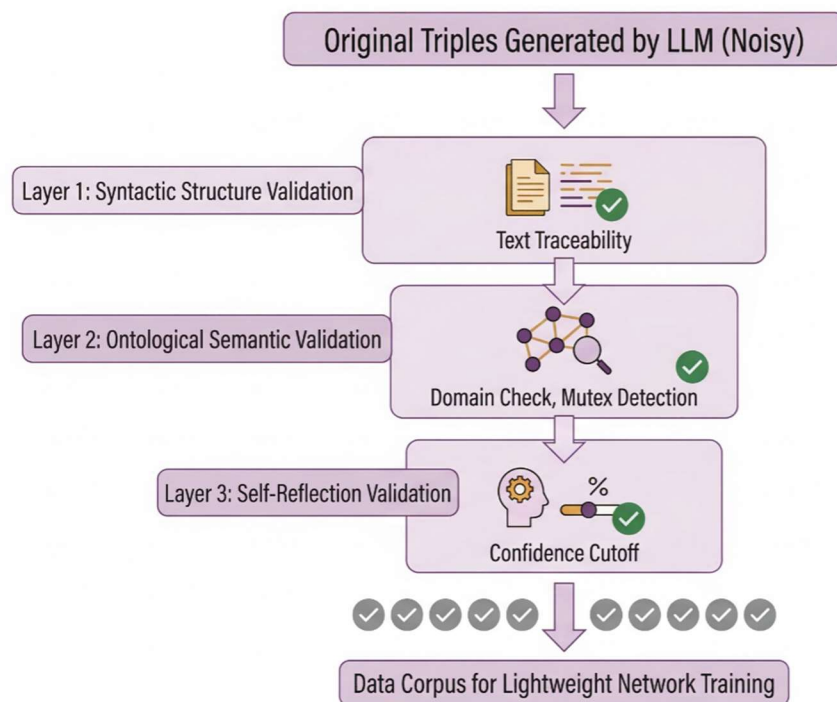 Original Triples Generated by LLM (Noisy)
Layer 1: Syntactic Structure Validation
Text Traceability
Layer 2: Ontological Semantic Validation
Domain Check, Mutex Detection
Layer 3: Self-Reflection Validation
%
Confidence Cutoff
Data Corpus for Lightweight Network Training